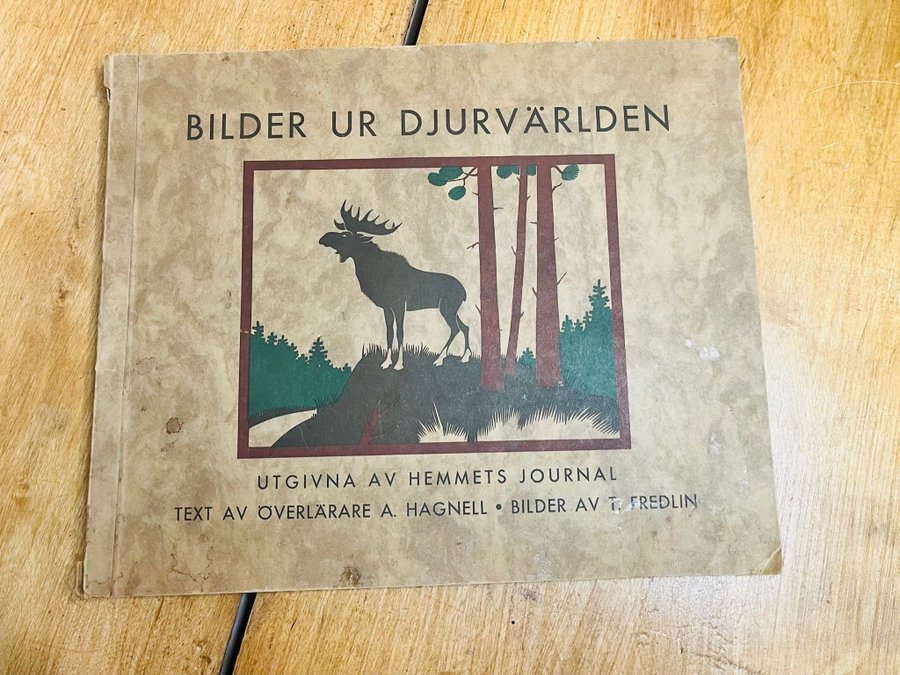 BILDER UR DJURVÄRLDEN
UTGIVNA AV HEMMETS JOURNAL
TEXT AV ÖVERLÄRARE A. HAGNELL • BILDER AV T. FREDLIN